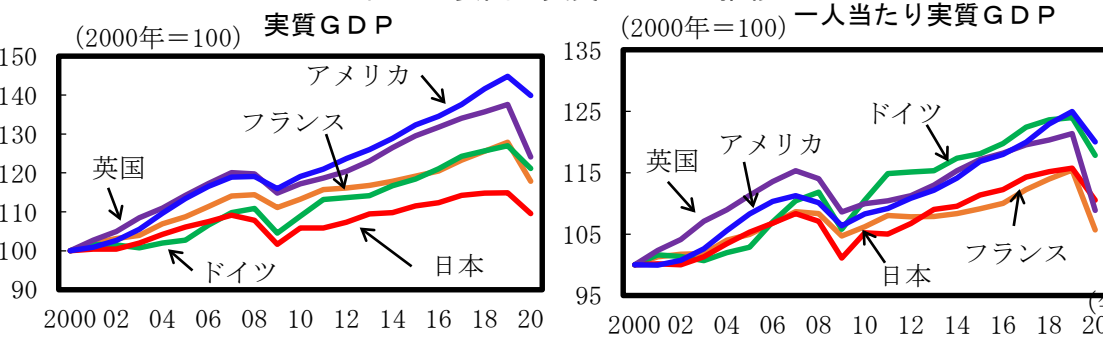 実質ＧＤＰ
(2000年＝100)
150
140
130
120
110
100
90
アメリカ
フランス
英国
ドイツ
日本
2000 02 04 06 08 10 12 14 16 18 20
一人当たり実質ＧＤＰ
(2000年＝100)
135
125
115
105
95
ドイツ
アメリカ
英国
フランス
日本
2000 02 04 06 08 10 12 14 16 18 20